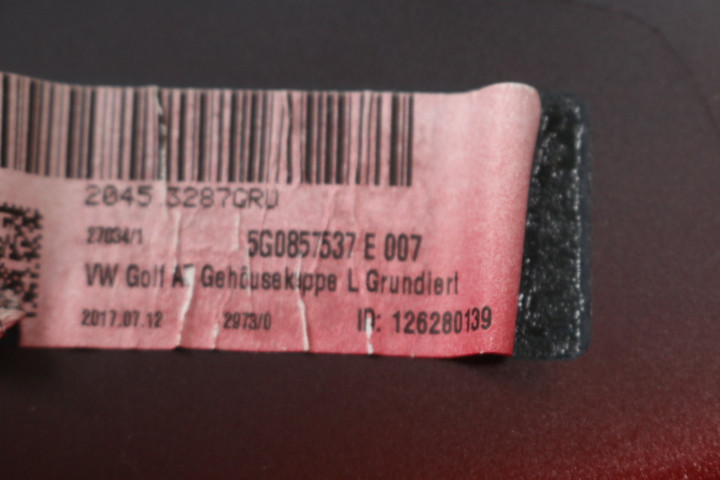 2045 3287GRU
27034/1 5G0857537 E 007
VW Golf A7 Gehäusekappe L Grundiert
2017.07.12 2973/0 ID: 126280139